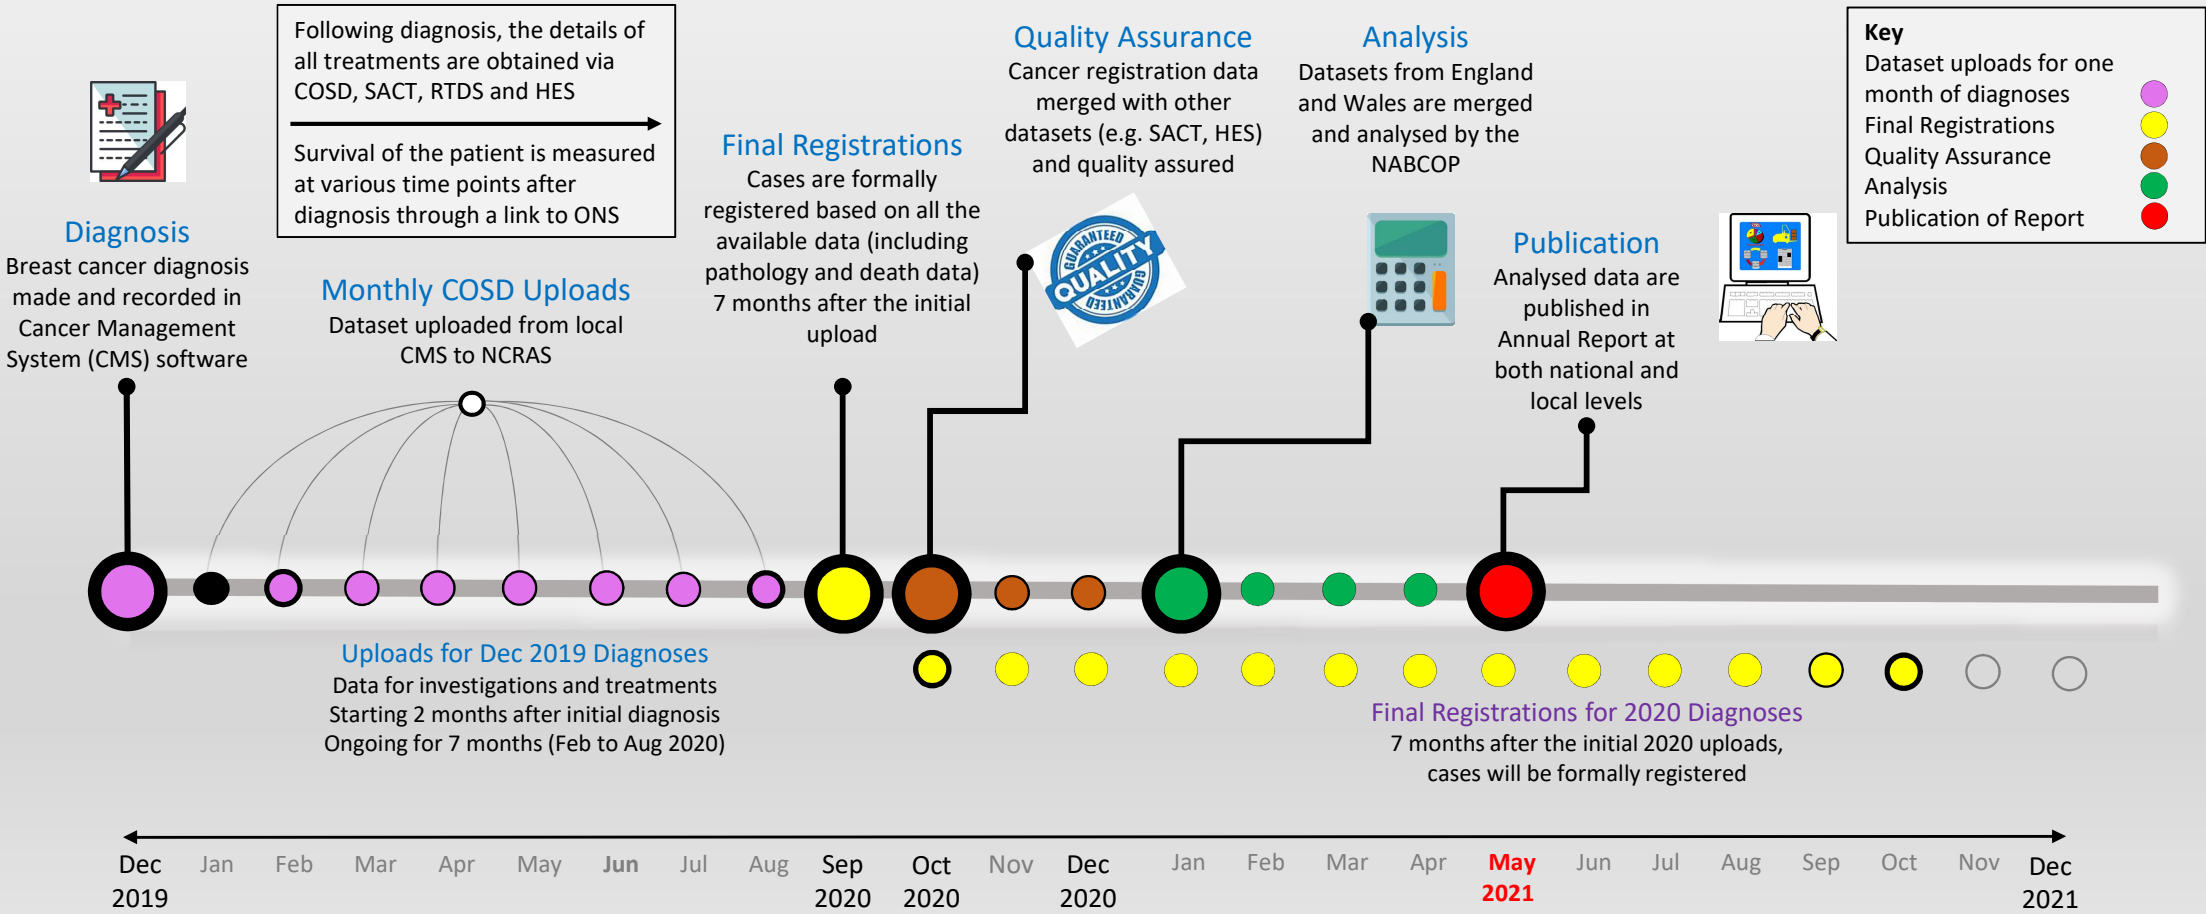 Following diagnosis, the details of
all treatments are obtained via
COSD, SACT, RTDS and HES
Survival of the patient is measured
at various time points after
diagnosis through a link to ONS
Diagnosis
Breast cancer diagnosis
made and recorded in
Cancer Management
System (CMS) software
Monthly COSD Uploads
Dataset uploaded from local
CMS to NCRAS
Final Registrations
Cases are formally
registered based on all the
available data (including
pathology and death data)
7 months after the initial
upload
Quality Assurance
Cancer registration data
merged with other
datasets (e.g. SACT, HES)
and quality assured
GUARANTEED
QUALITY
GUARANTEED
Analysis
Datasets from England
and Wales are merged
and analysed by the
NABCOP
Publication
Analysed data are
published in
Annual Report at
both national and
local levels
Key
Dataset uploads for one
month of diagnoses
Final Registrations
Quality Assurance
Analysis
Publication of Report
Uploads for Dec 2019 Diagnoses
Data for investigations and treatments
Starting 2 months after initial diagnosis
Ongoing for 7 months (Feb to Aug 2020)
Final Registrations for 2020 Diagnoses
7 months after the initial 2020 uploads,
cases will be formally registered
Dec Jan Feb Mar Apr May Jun Jul Aug Sep Oct Nov Dec Jan Feb Mar Apr May Jun Jul Aug Sep Oct Nov Dec
2019 2020 2020 2020 2021 2021